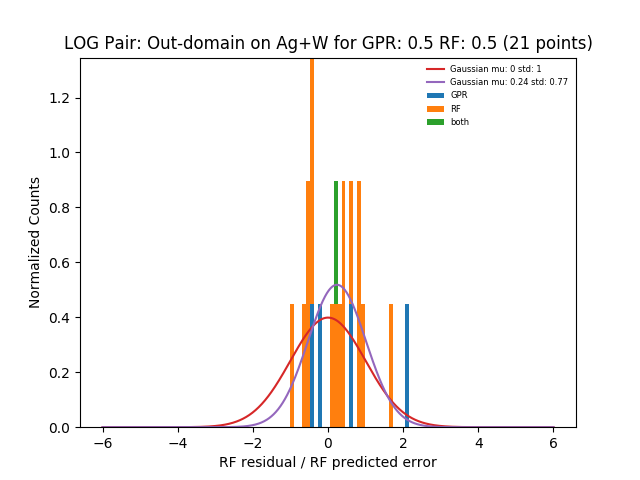 LOG Pair: Out-domain on Ag+W for GPR: 0.5 RF: 0.5 (21 points)
Gaussian mu: 0 std: 1
Gaussian mu: 0.24 std: 0.77
GPR
RF
both
Normalized Counts
1.2
1.0
0.8
0.6
0.4
0.2
0.0
−6
−4
−2
0
2
4
6
RF residual / RF predicted error